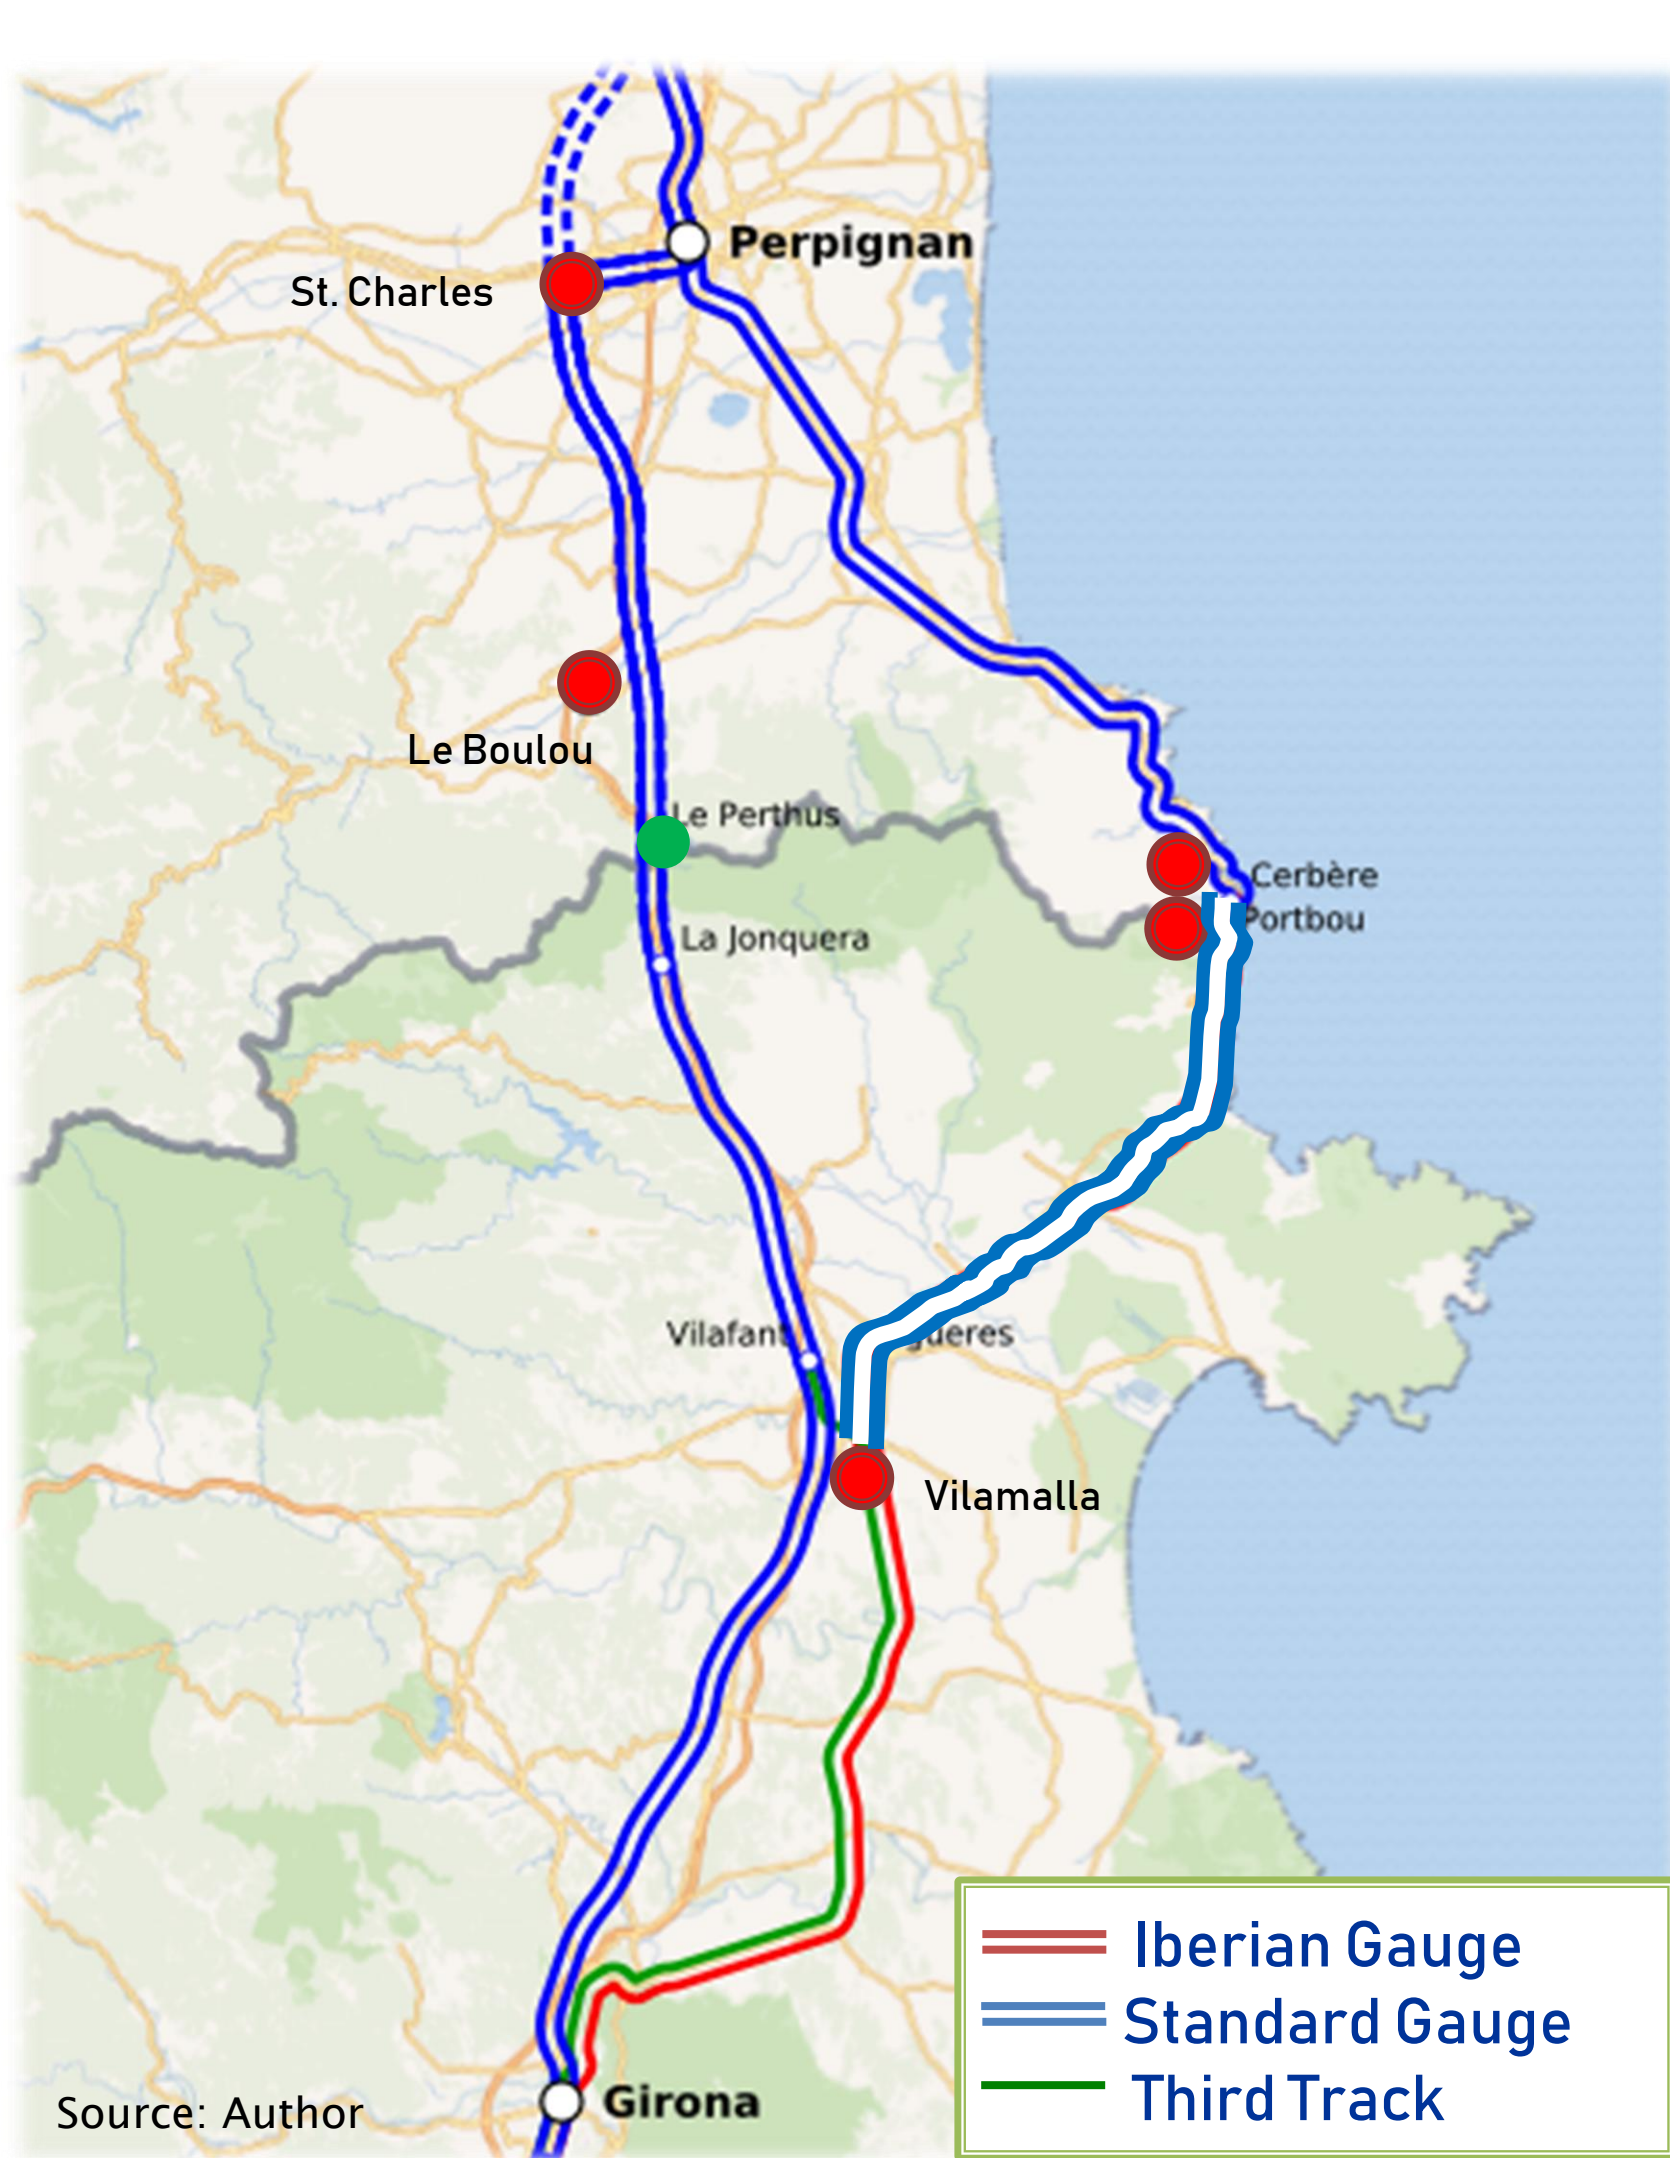 Perpignan
St. Charles
Le Boulou
Le Perthus
Cerbère
Portbou
La Jonquera
Vilafant
gueres
Vilamalla
Iberian Gauge
Standard Gauge
Third Track
Girona
Source: Author